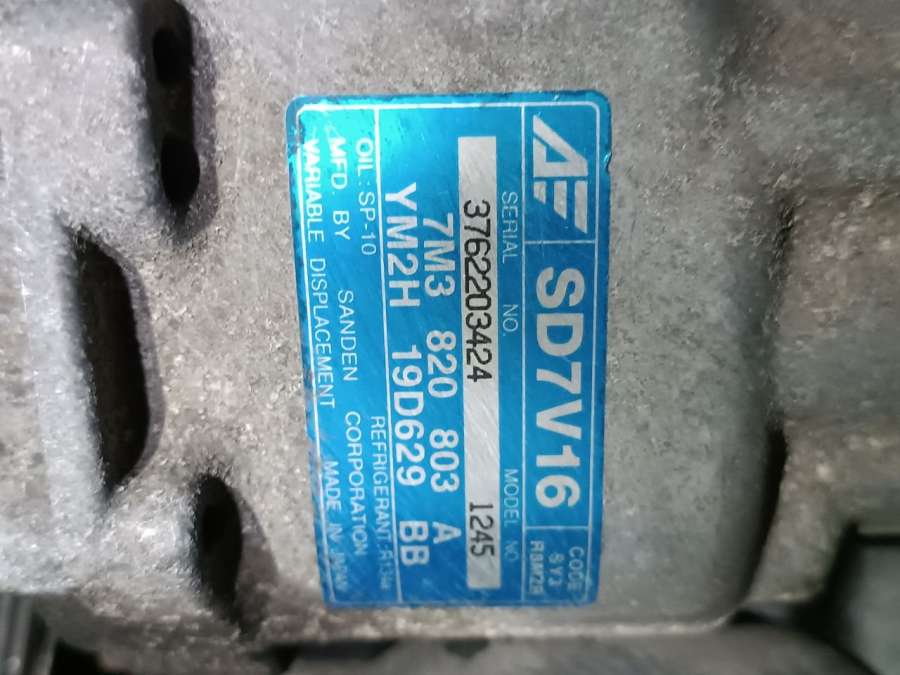 SD7V16
CODE
SERIAL NO.
MODEL NO.
3762203424 1245
7M3 820 803 A
YM2H 19D629 BB
OIL: SP-10 REFRIGERANT: R134a
MFD BY SANDEN CORPORATION
VARIABLE DISPLACEMENT MADE IN JAPAN